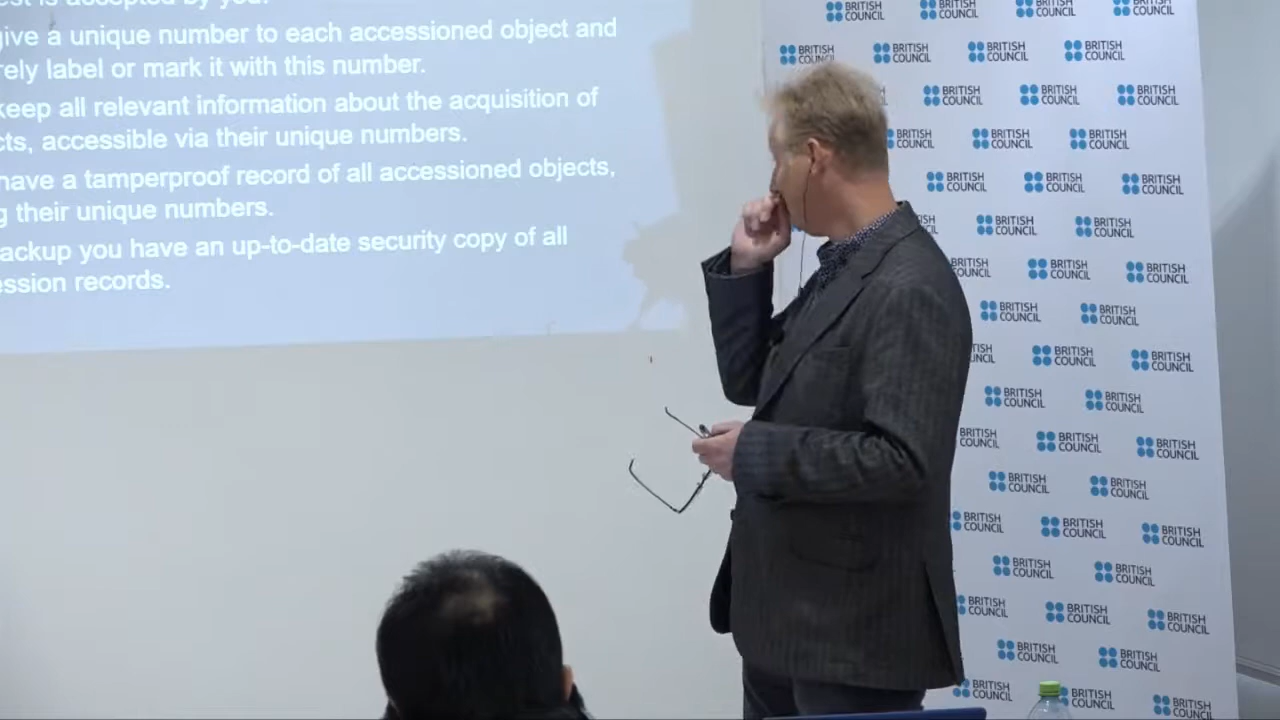 est is accepted by you.
give a unique number to each accessioned object and
rely label or mark it with this number.
keep all relevant information about the acquisition of
cts, accessible via their unique numbers.
have a tamperproof record of all accessioned objects,
g their unique numbers.
ackup you have an up-to-date security copy of all
ession records.
BRITISH
COUNCIL